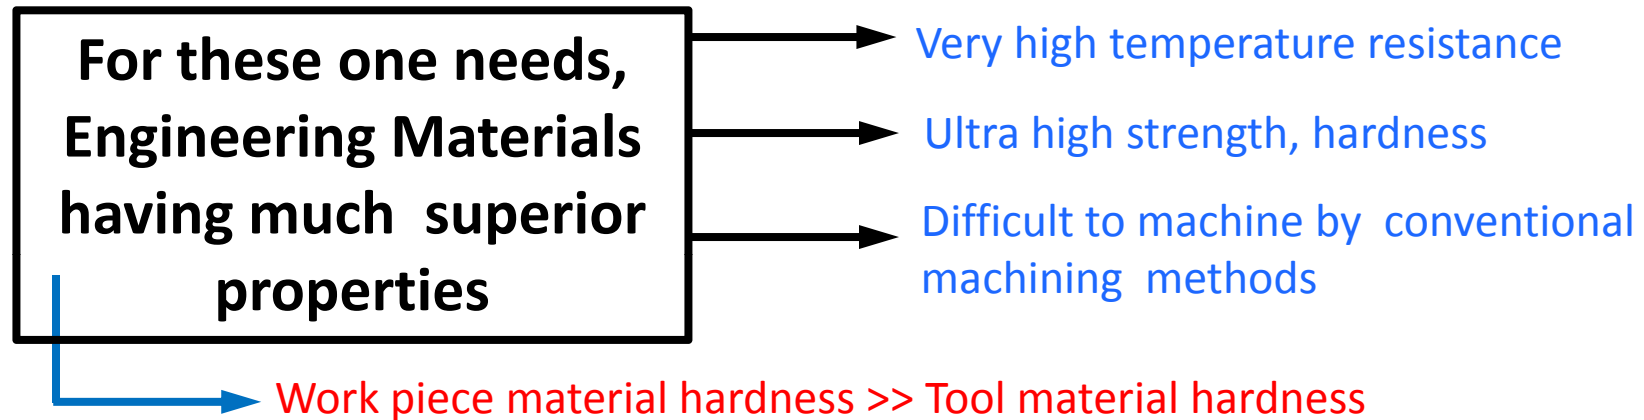 For these one needs,
Engineering Materials
having much superior
properties
Very high temperature resistance
Ultra high strength, hardness
Difficult to machine by conventional
machining methods
Work piece material hardness >> Tool material hardness